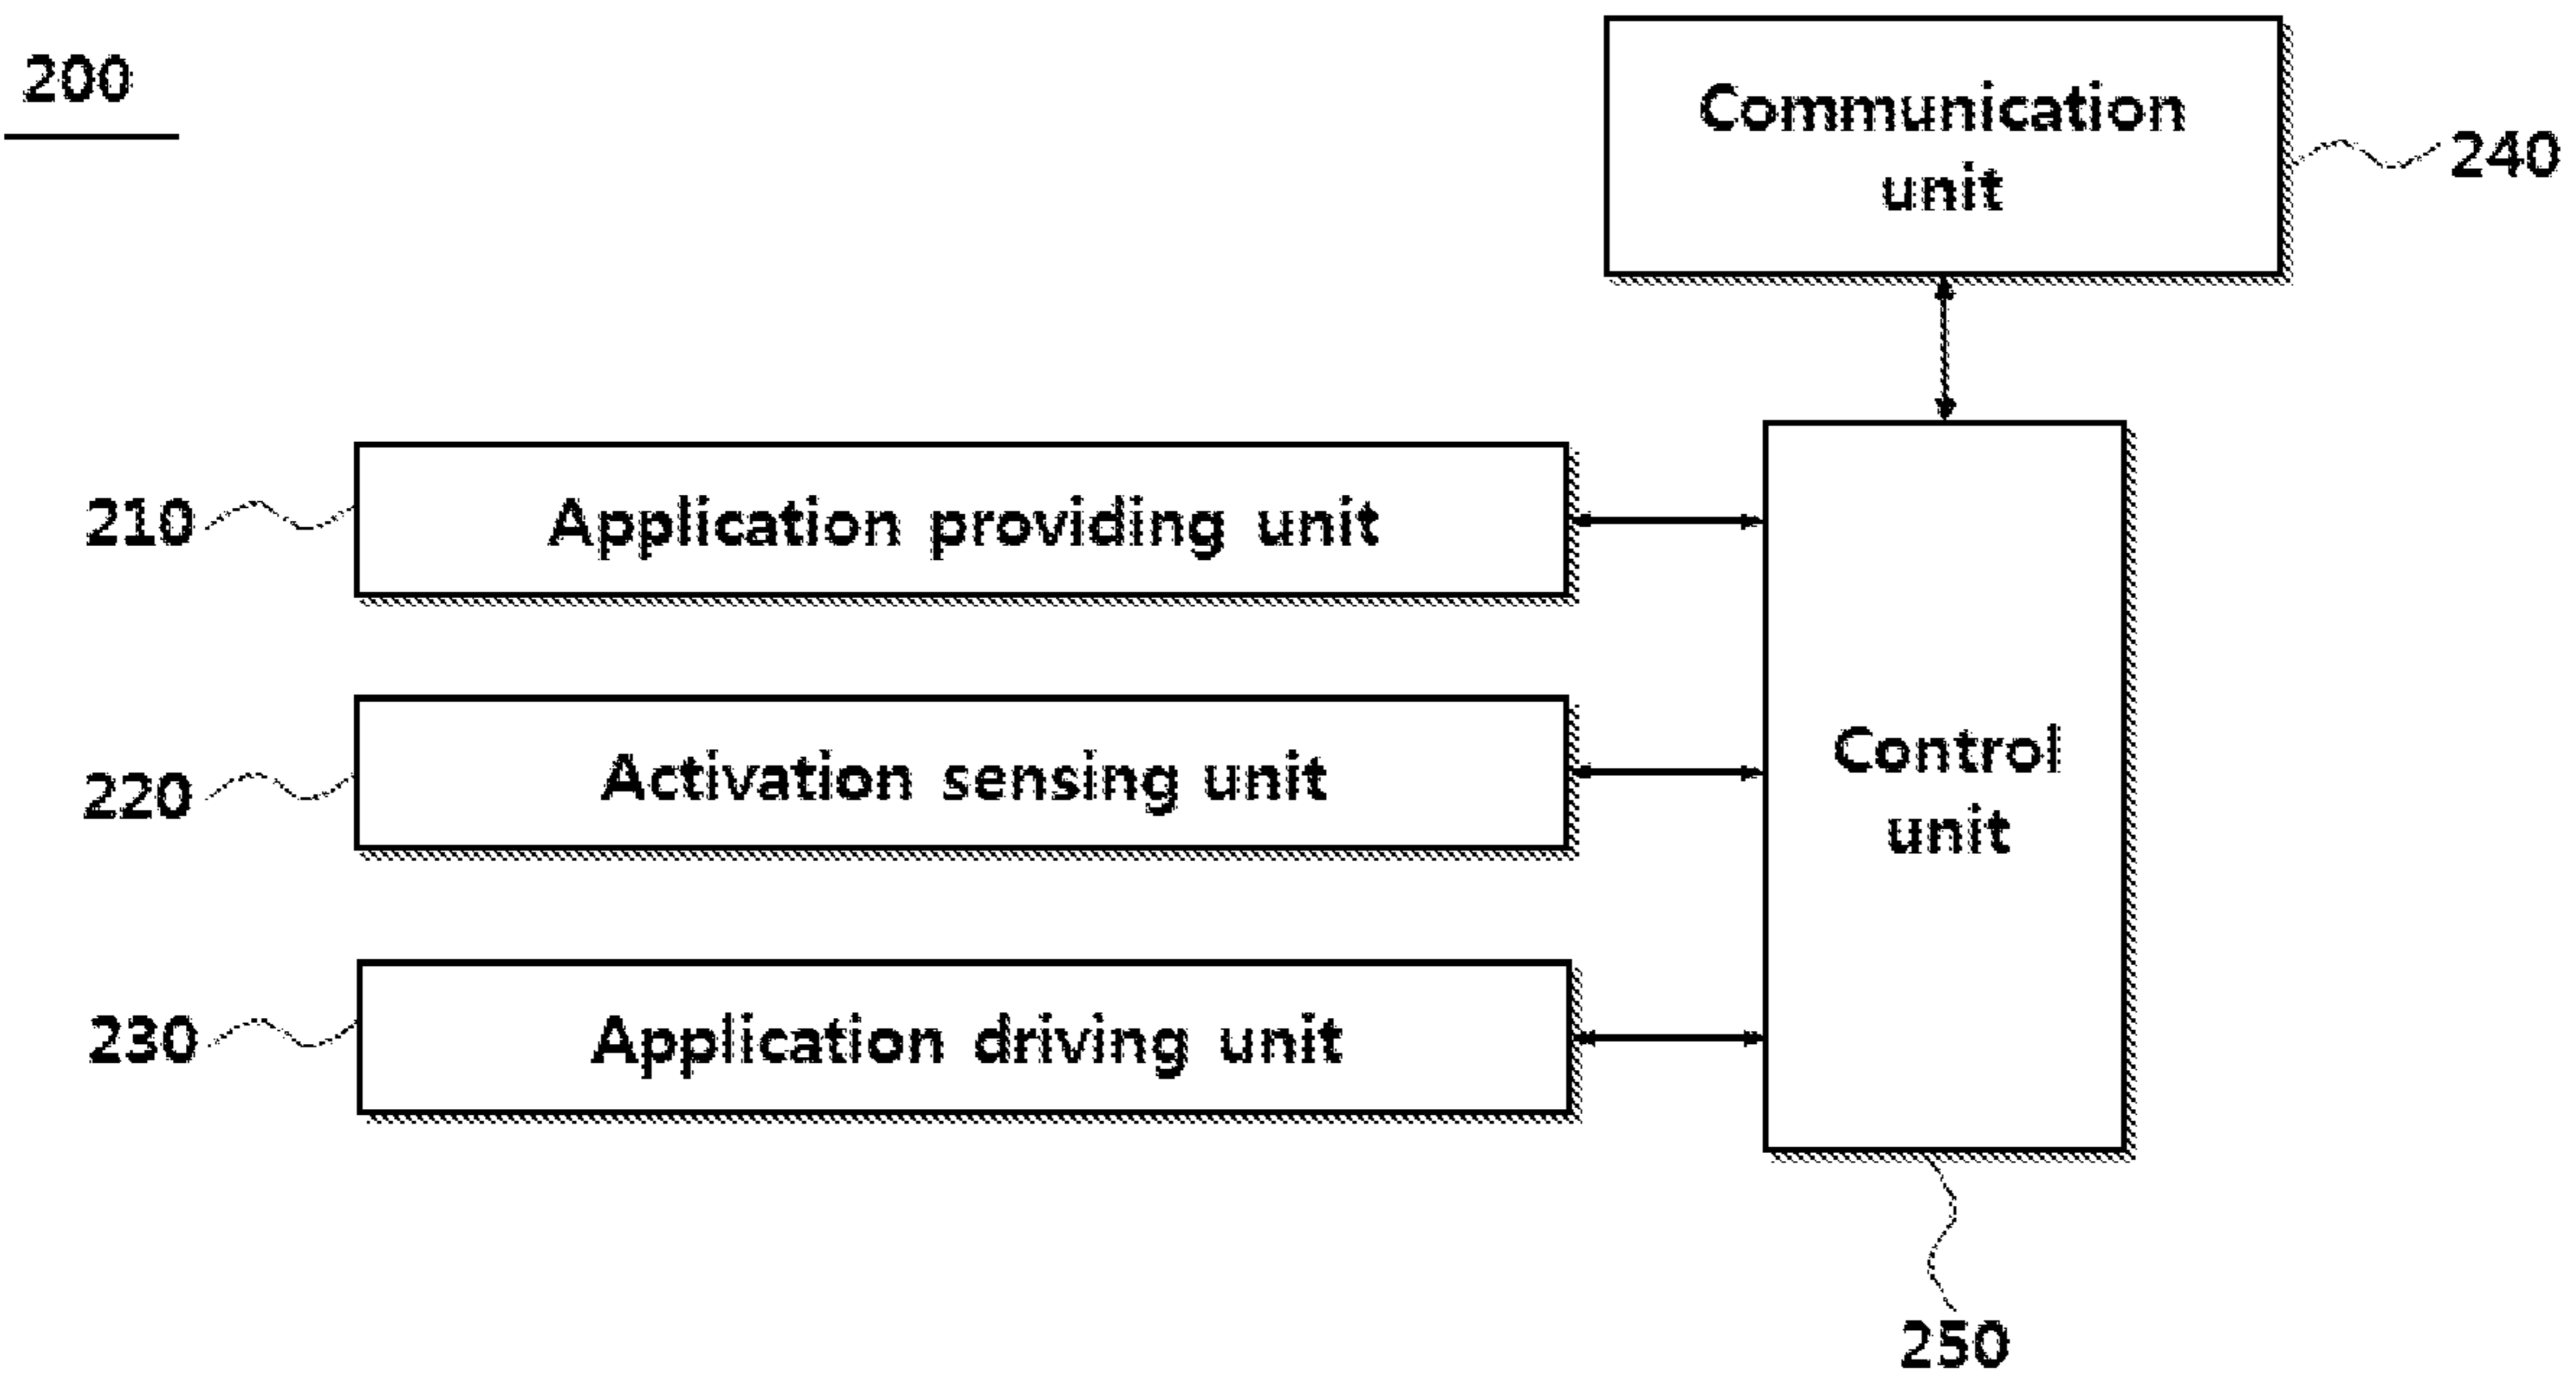 200
Communication
unit
240
210
Application providing unit
220
Activation sensing unit
Control
unit
230
Application driving unit
250